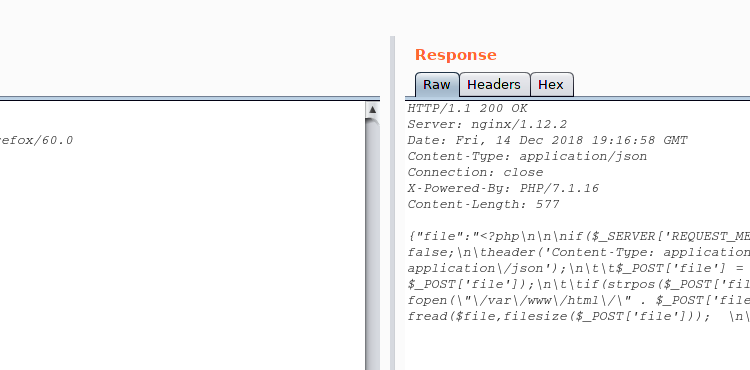 Response
Raw Headers Hex
HTTP/1.1 200 OK
Server: nginx/1.12.2
efox/60.0
Date: Fri, 14 Dec 2018 19:16:58 GMT
Content-Type: application/json
Connection: close
X-Powered-By: PHP/7.1.16
Content-Length: 577
{"file":"<?php\n\n\nif($_SERVER['REQUEST_ME
false;\n\theader('Content-Type: application
application\/json');\n\t\t$_POST['file'] =
$_POST['file']);\n\t\tif(strpos($_POST['fil
fopen(\"\/var\/www\/html\/\" . $_POST['file
fread($file,filesize($_POST['file']));  \n\